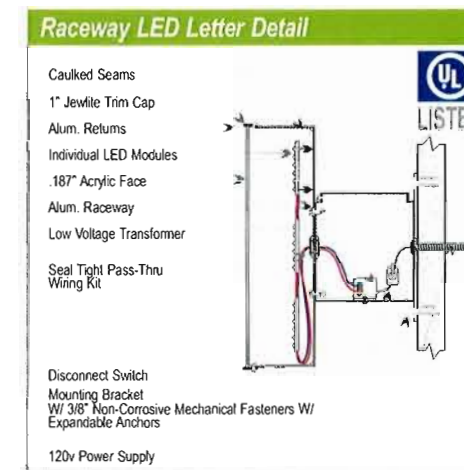 Raceway LED Letter Detail
UL
LISTE
Caulked Seams
1" Jewlite Trim Cap
Alum. Returns
Individual LED Modules
.187" Acrylic Face
Alum. Raceway
Low Voltage Transformer
Seal Tight Pass-Thru
Wiring Kit
Disconnect Switch
Mounting Bracket
W/ 3/8" Non-Corrosive Mechanical Fasteners W/
Expandable Anchors
120v Power Supply